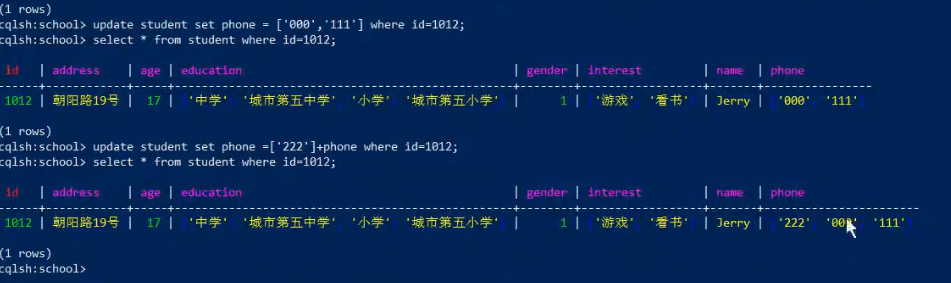 (1 rows)
cqlsh:school> update student set phone = ['000','111'] where id=1012;
cqlsh:school> select * from student where id=1012;
id | address | age | education | gender | interest | name | phone
------+-----------+-----+--------------------------------------------------+--------+------------------+-------+----------------
1012 | 朝阳路19号 | 17 | {'中学': '城市第五中学', '小学': '城市第五小学'} | 1 | {'游戏', '看书'} | Jerry | ['000', '111']
(1 rows)
cqlsh:school> update student set phone =['222']+phone where id=1012;
cqlsh:school> select * from student where id=1012;
id | address | age | education | gender | interest | name | phone
------+-----------+-----+--------------------------------------------------+--------+------------------+-------+-----------------------
1012 | 朝阳路19号 | 17 | {'中学': '城市第五中学', '小学': '城市第五小学'} | 1 | {'游戏', '看书'} | Jerry | ['222', '000', '111']
(1 rows)
cqlsh:school>